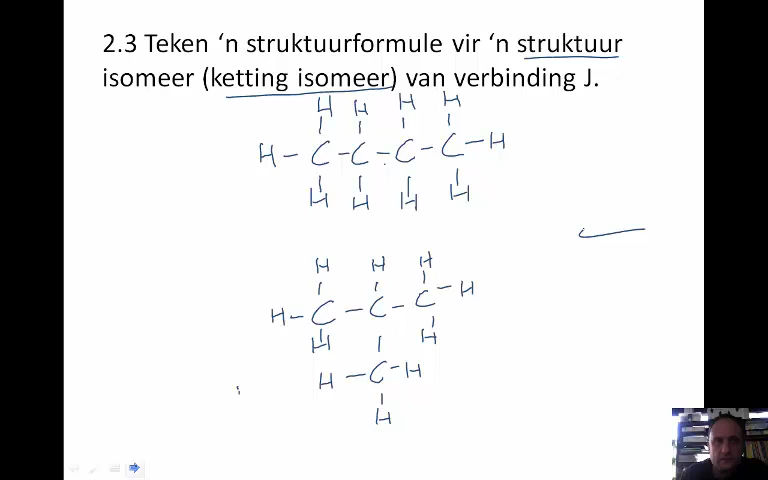 2.3 Teken ‘n struktuurformule vir ‘n struktuur
isomeer (ketting isomeer) van verbinding J.
H H H H
H – C – C – C – C – H
H H H H
H H H
H – C – C – C – H
H H
H – C – H
H